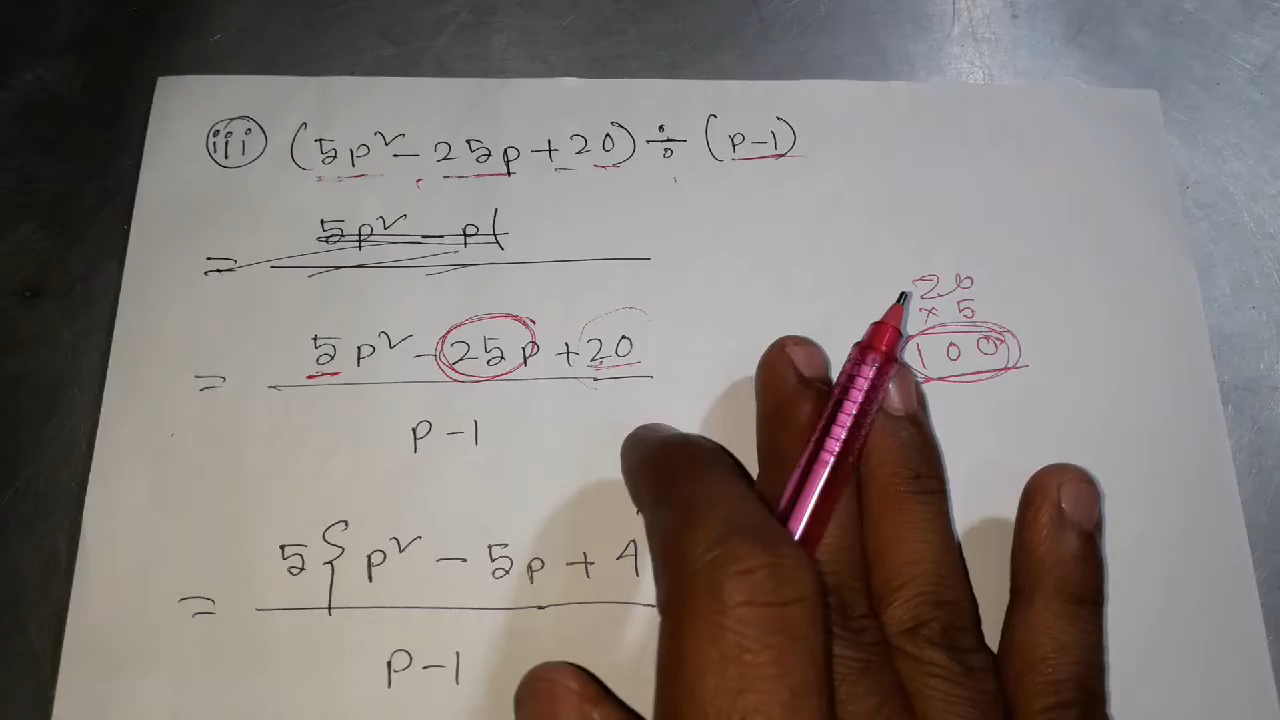 iii (5p² - 25p + 20) ÷ (p-1)
= 5p² - p(
= 5p² - 25p + 20
p-1
= 5{ p² - 5p + 4
p-1
20
× 5
100